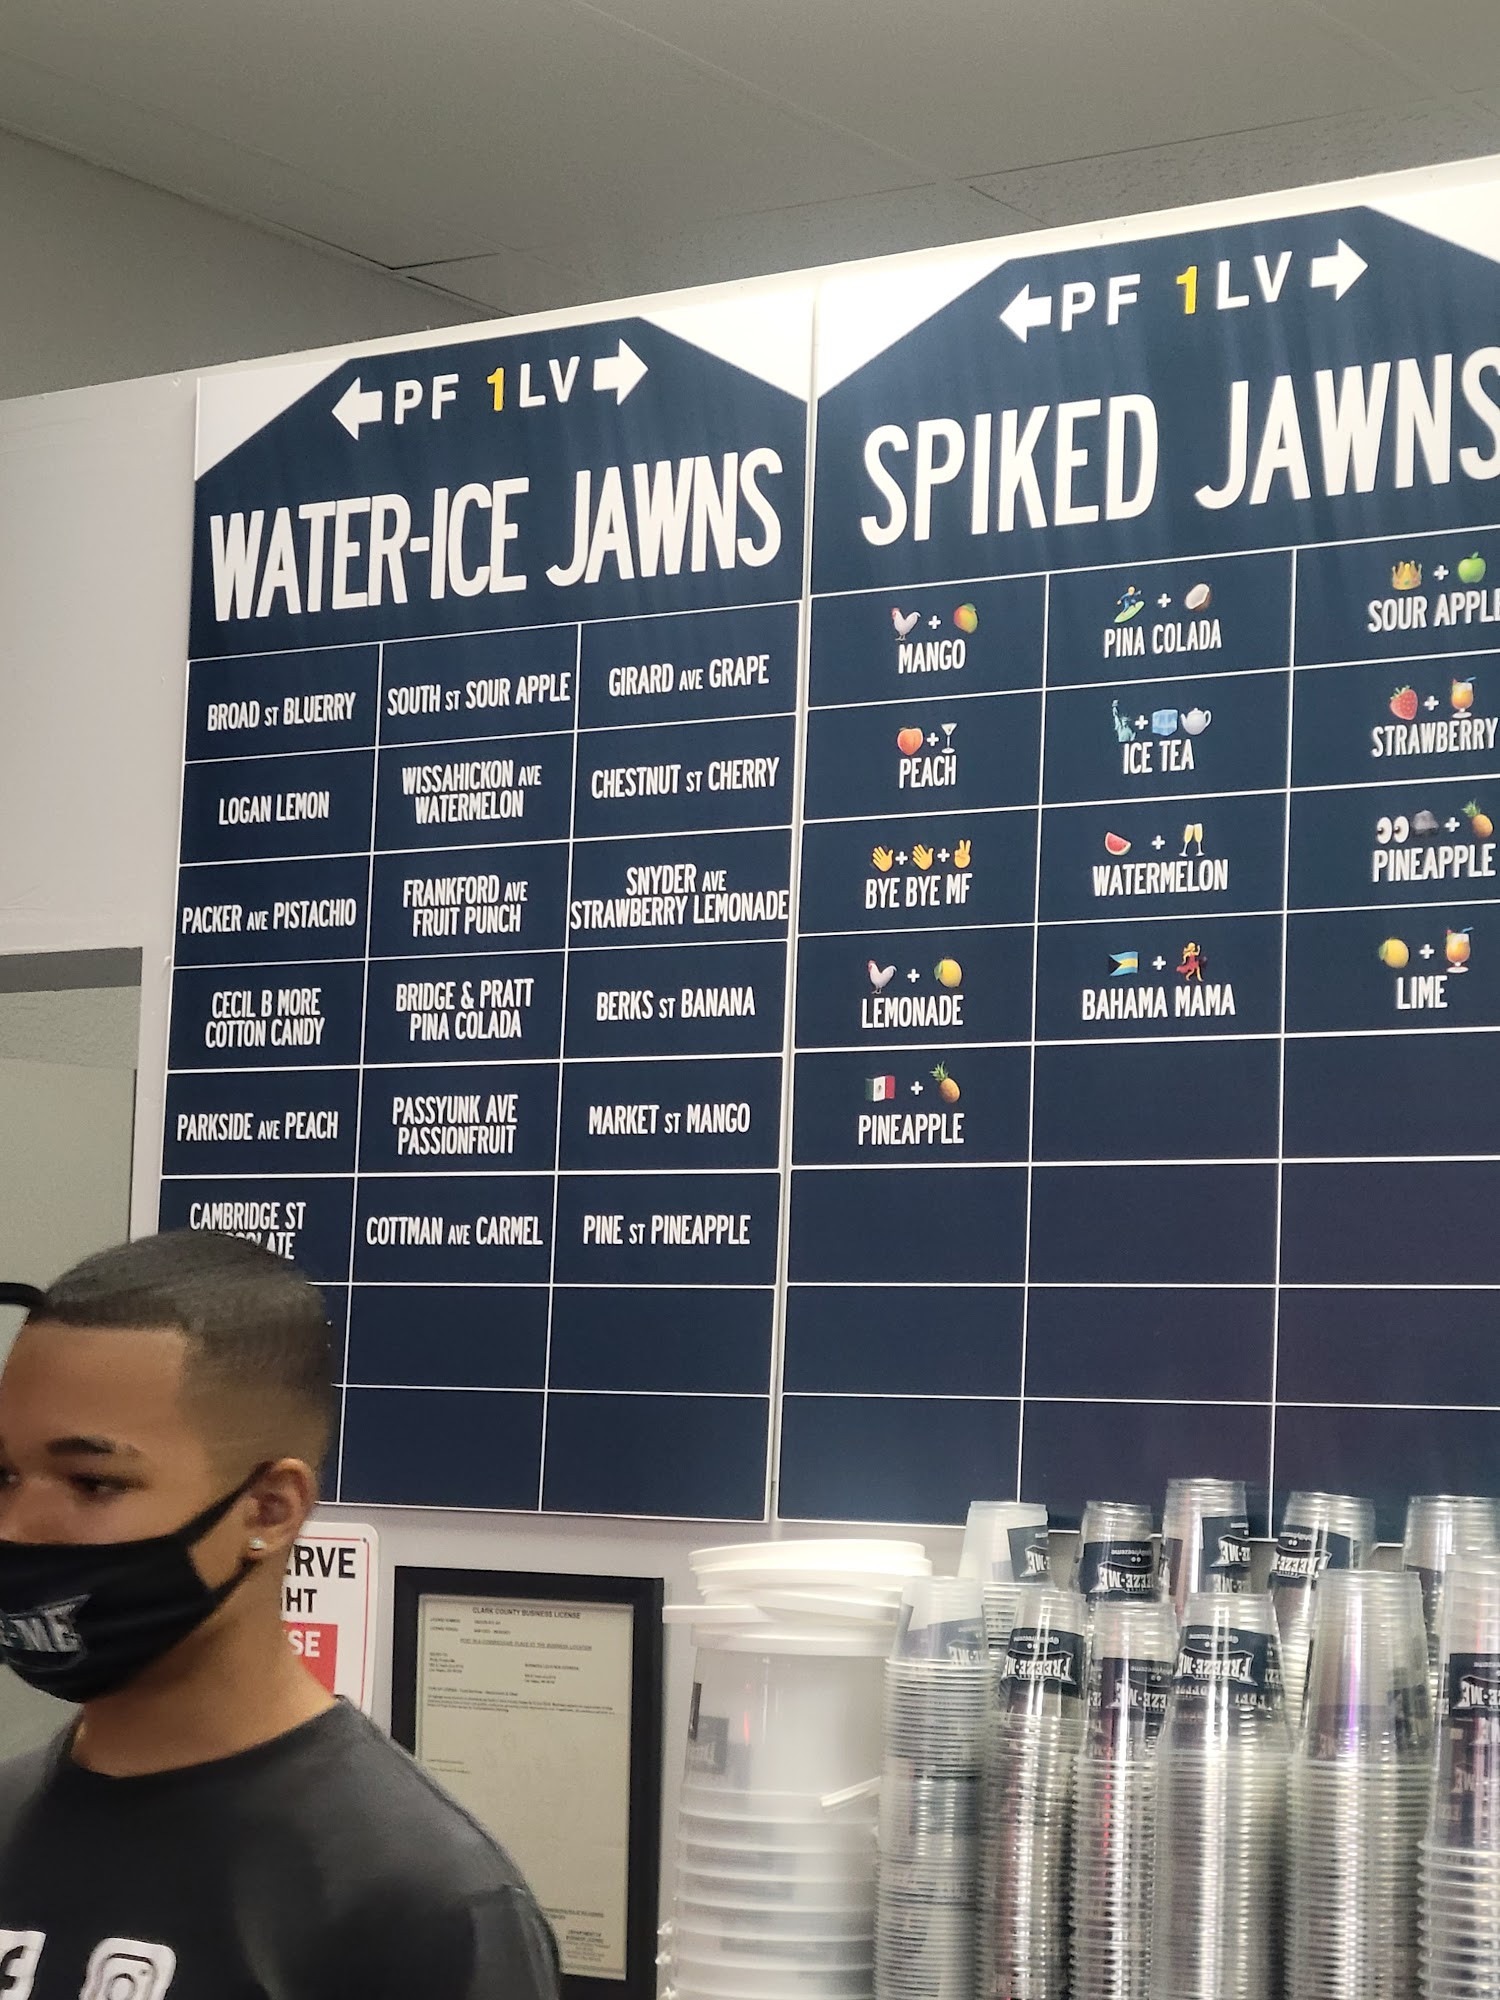 PF 1 LV
WATER-ICE JAWNS
BROAD ST BLUERRY
SOUTH ST SOUR APPLE
GIRARD AVE GRAPE
LOGAN LEMON
WISSAHICKON AVE
WATERMELON
CHESTNUT ST CHERRY
PACKER AVE PISTACHIO
FRANKFORD AVE
FRUIT PUNCH
SNYDER AVE
STRAWBERRY LEMONADE
CECIL B MORE
COTTON CANDY
BRIDGE & PRATT
PINA COLADA
BERKS ST BANANA
PARKSIDE AVE PEACH
PASSYUNK AVE
PASSIONFRUIT
MARKET ST MANGO
CAMBRIDGE ST
COTTMAN AVE CARMEL
PINE ST PINEAPPLE
PF 1 LV
SPIKED JAWNS
MANGO
PINA COLADA
SOUR APPLE
PEACH
ICE TEA
STRAWBERRY
BYE BYE MF
WATERMELON
PINEAPPLE
LEMONADE
BAHAMA MAMA
LIME
PINEAPPLE
CLARK COUNTY BUSINESS LICENSE
FREEZE-ME
FREEZE-ME